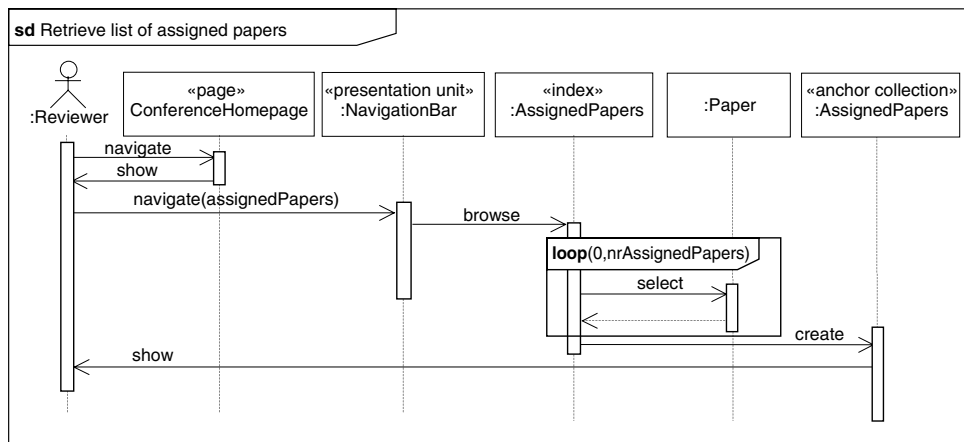 sd Retrieve list of assigned papers
:Reviewer
«page»
ConferenceHomepage
«presentation unit»
:NavigationBar
«index»
:AssignedPapers
:Paper
«anchor collection»
:AssignedPapers
navigate
show
navigate(assignedPapers)
browse
loop(0,nrAssignedPapers)
select
create
show